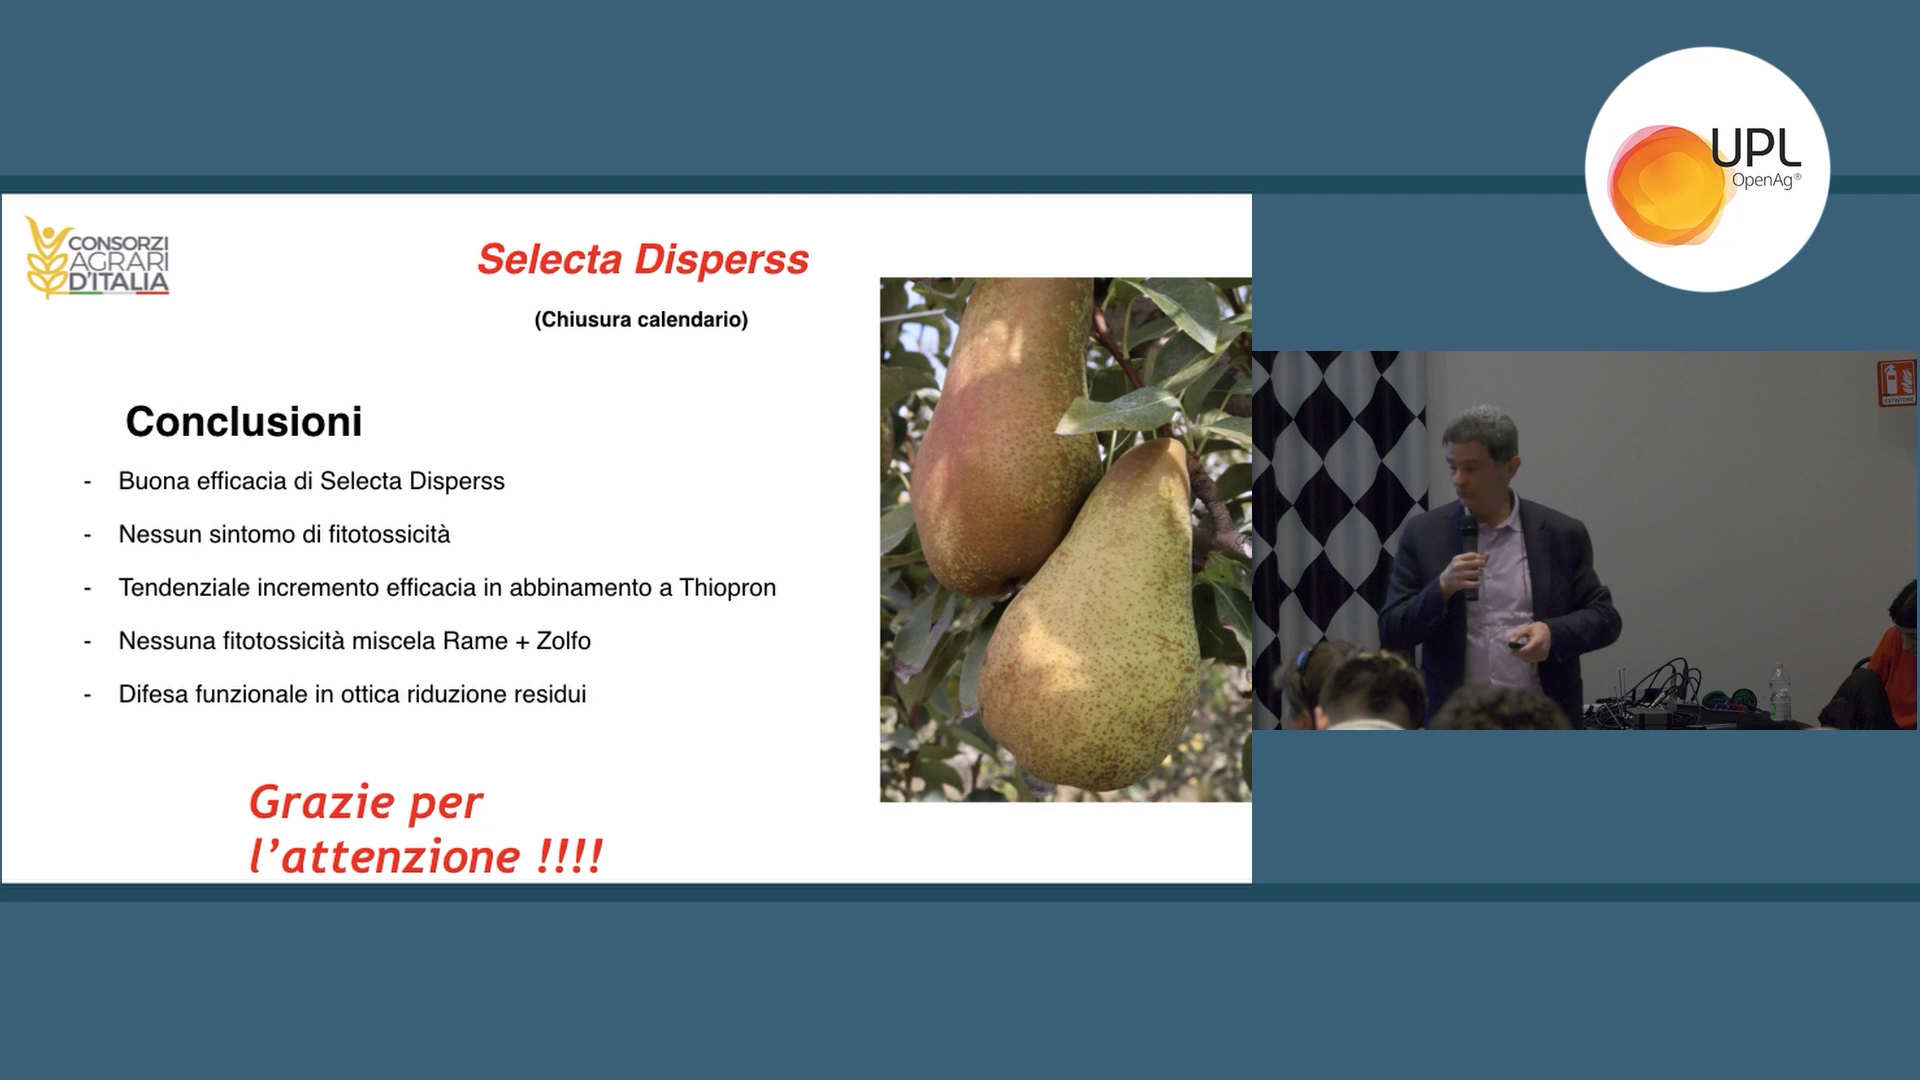 UPL
OpenAg®
CONSORZI
AGRARI
D'ITALIA
Selecta Disperss
(Chiusura calendario)
Conclusioni
- Buona efficacia di Selecta Disperss
- Nessun sintomo di fitotossicità
- Tendenziale incremento efficacia in abbinamento a Thiopron
- Nessuna fitotossicità miscela Rame + Zolfo
- Difesa funzionale in ottica riduzione residui
Grazie per
l'attenzione !!!!
ESTINTORE